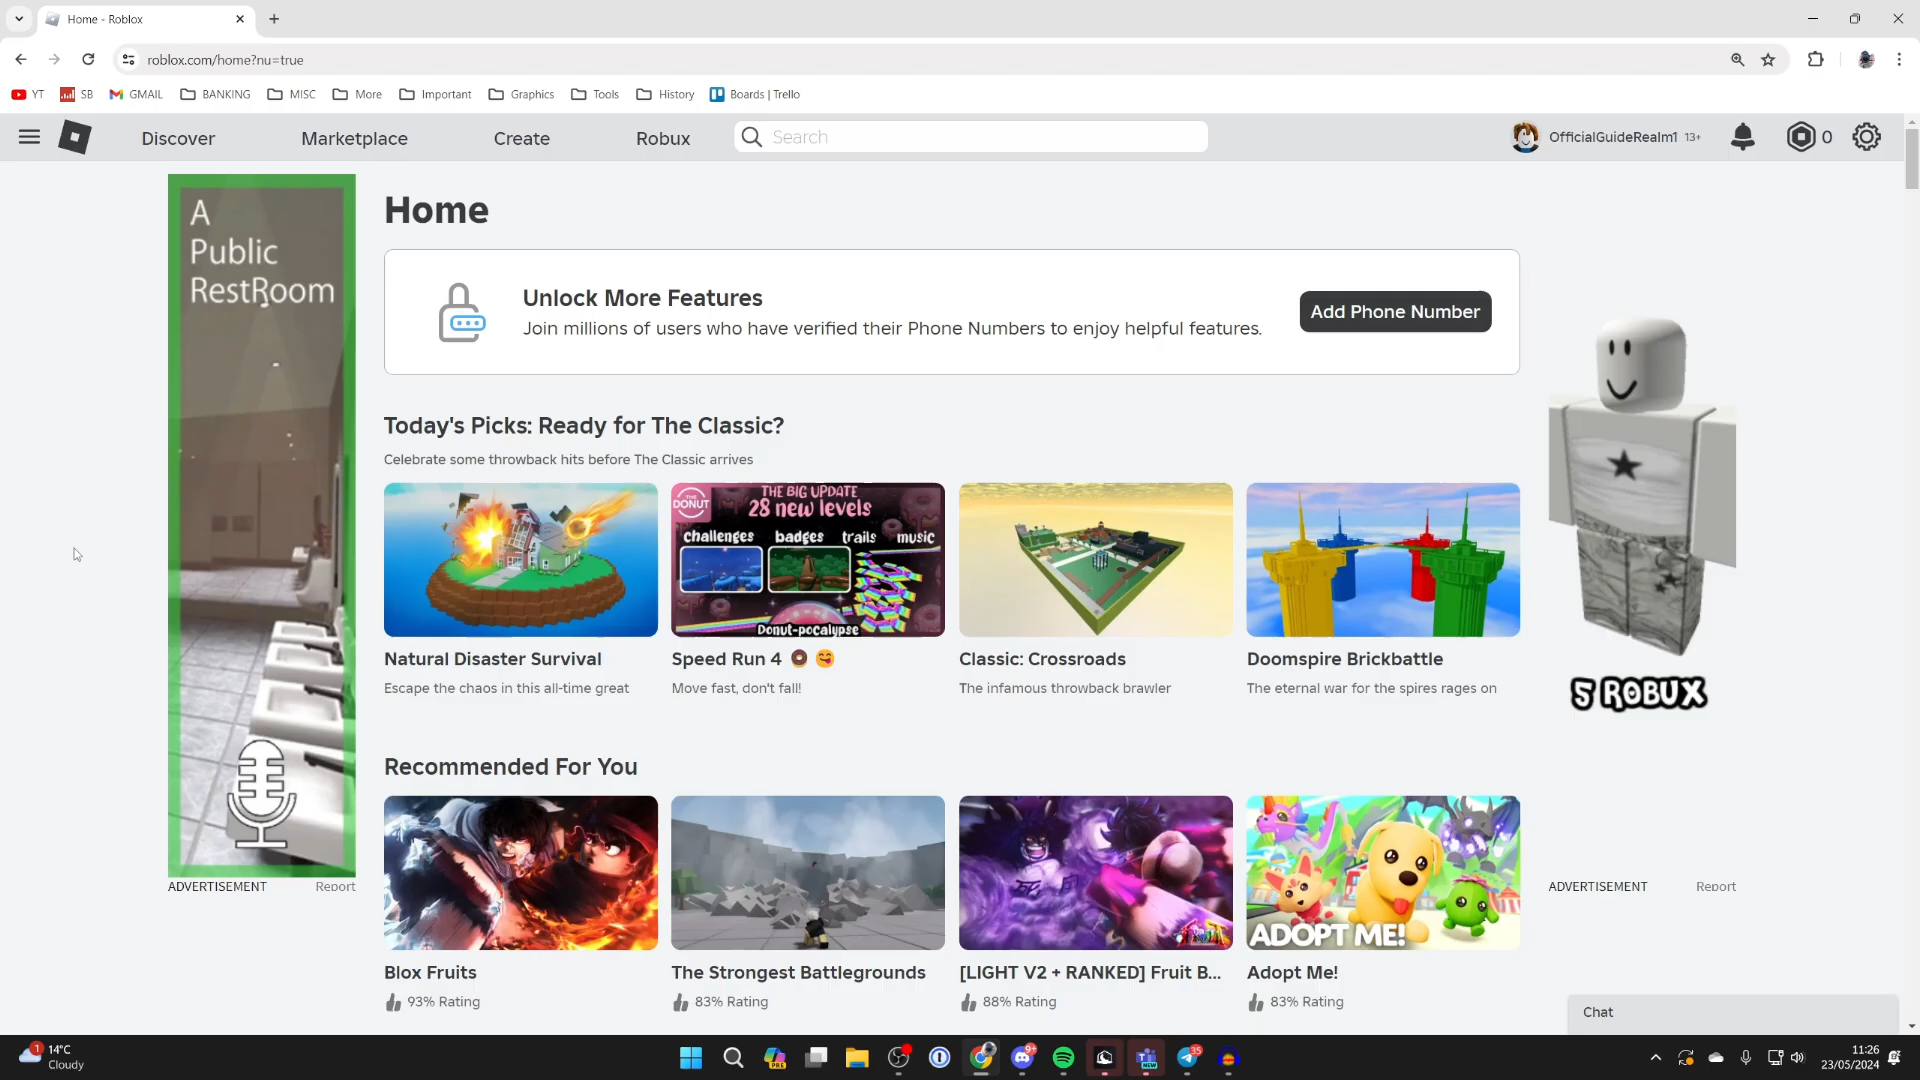 Home - Roblox
roblox.com/home?nu=true
YT
SB
GMAIL
BANKING
MISC
More
Important
Graphics
Tools
History
Boards | Trello
Discover
Marketplace
Create
Robux
Search
OfficialGuideRealm1 13+
0
A
Public
RestRoom
ADVERTISEMENT
Report
Home
Unlock More Features
Join millions of users who have verified their Phone Numbers to enjoy helpful features.
Add Phone Number
Today's Picks: Ready for The Classic?
Celebrate some throwback hits before The Classic arrives
THE DONUT
THE BIG UPDATE
28 new levels
challenges badges trails music
Donut-pocalypse
Natural Disaster Survival
Escape the chaos in this all-time great
Speed Run 4
Move fast, don't fall!
Classic: Crossroads
The infamous throwback brawler
Doomspire Brickbattle
The eternal war for the spires rages on
5 ROBUX
ADVERTISEMENT
Report
Recommended For You
ADOPT ME!
Blox Fruits
93% Rating
The Strongest Battlegrounds
83% Rating
[LIGHT V2 + RANKED] Fruit B...
88% Rating
Adopt Me!
83% Rating
Chat
1
14°C
Cloudy
PRE
9+
NEW
35
11:26
23/05/2024